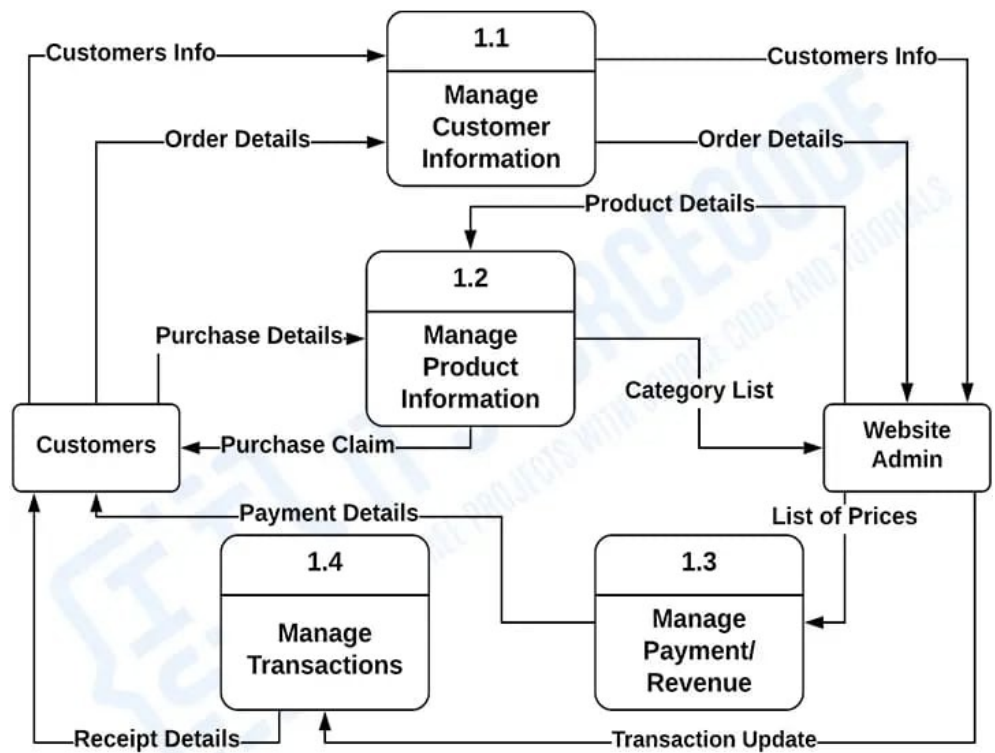 1.1
Customers Info
Customers Info
Manage
Customer
Information
Order Details
Order Details
Product Details
1.2
Purchase Details
Manage
Product
Information
Category List
Customers
Purchase Claim
Website
Admin
Payment Details
List of Prices
1.4
1.3
Manage
Transactions
Manage
Payment/
Revenue
Receipt Details
Transaction Update